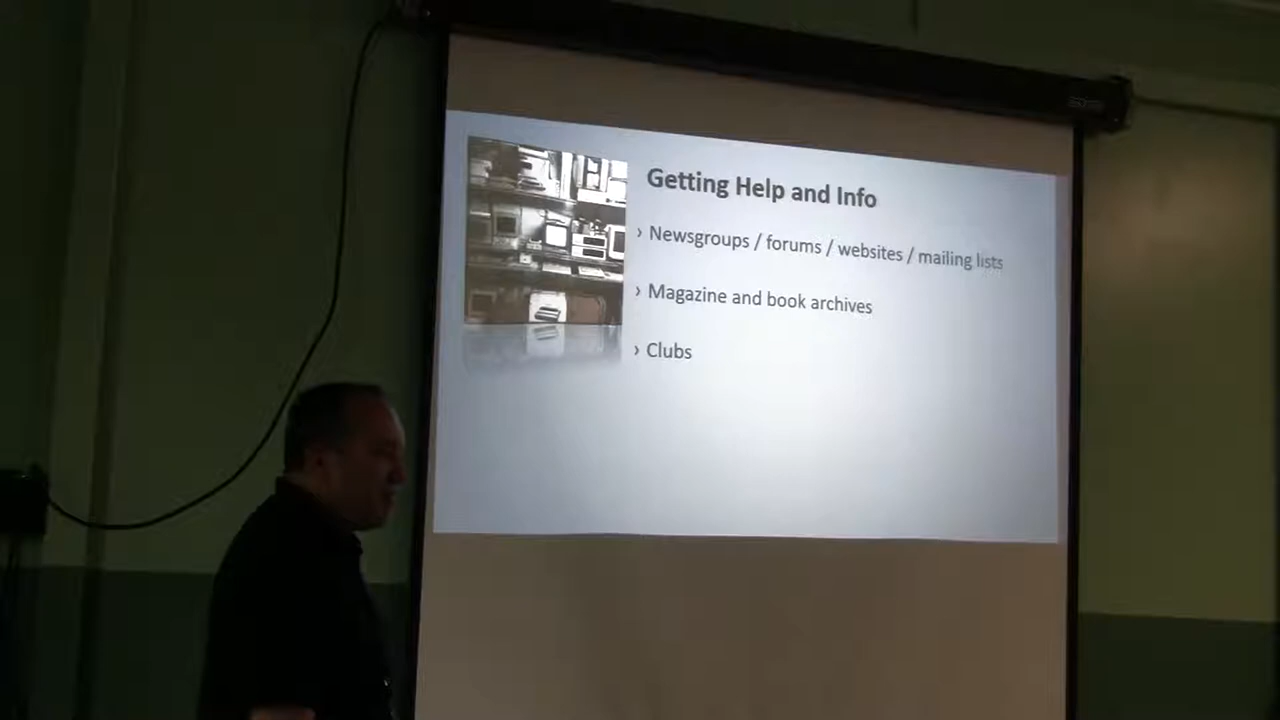 Getting Help and Info
› Newsgroups / forums / websites / mailing lists
› Magazine and book archives
› Clubs